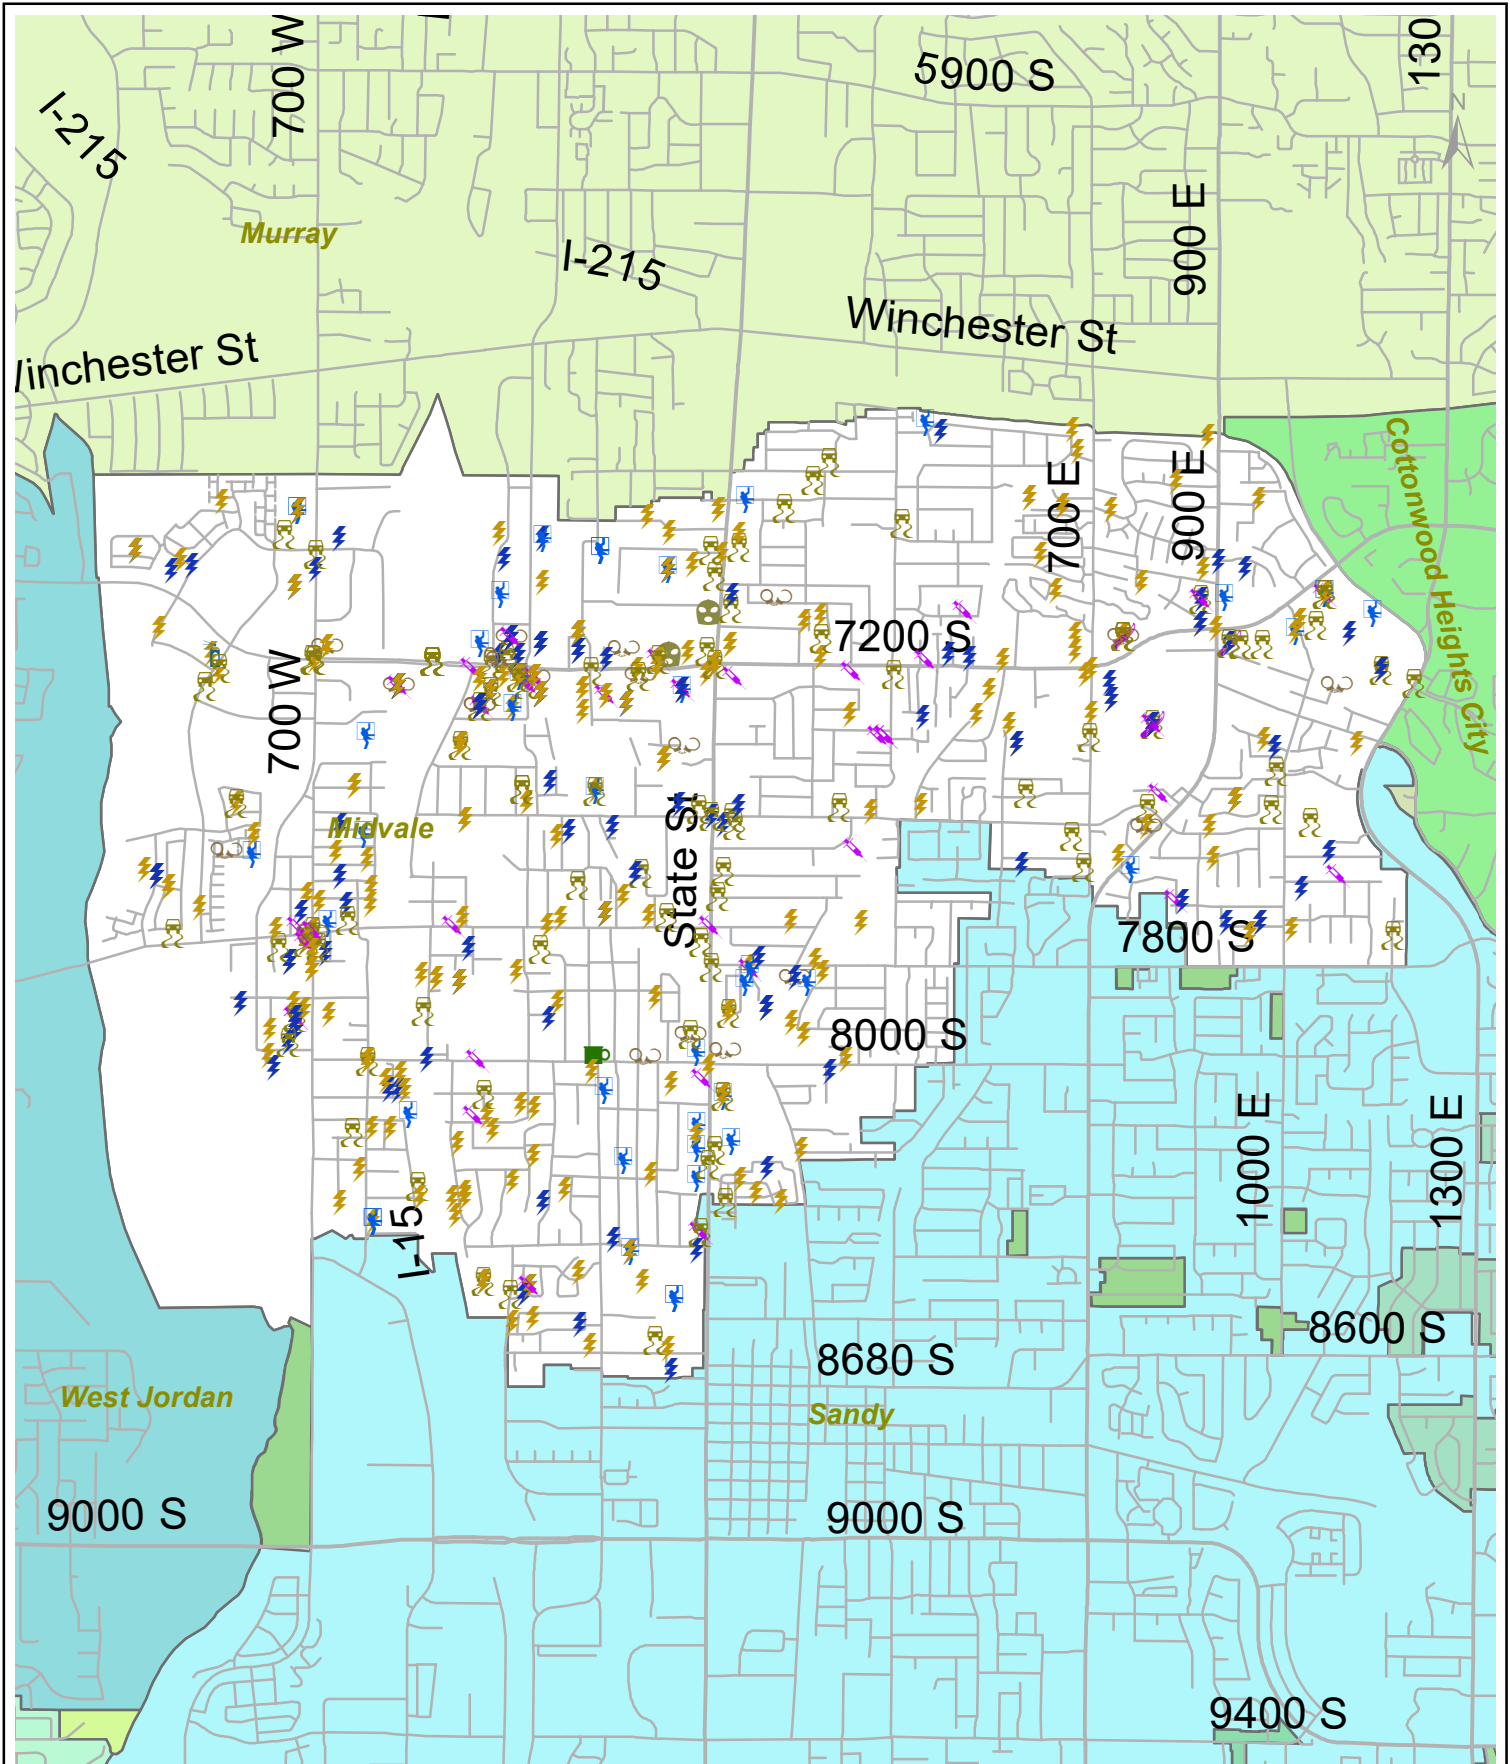 700 W
5900 S
130
N
I-215
900 E
Murray
I-215
Winchester St
/inchester St
Cottonwood Heights City
700 E
900 E
7200 S
700 W
Midvale
State St
7800 S
8000 S
1000 E
1300 E
I-15
8600 S
8680 S
West Jordan
Sandy
9000 S
9000 S
9400 S